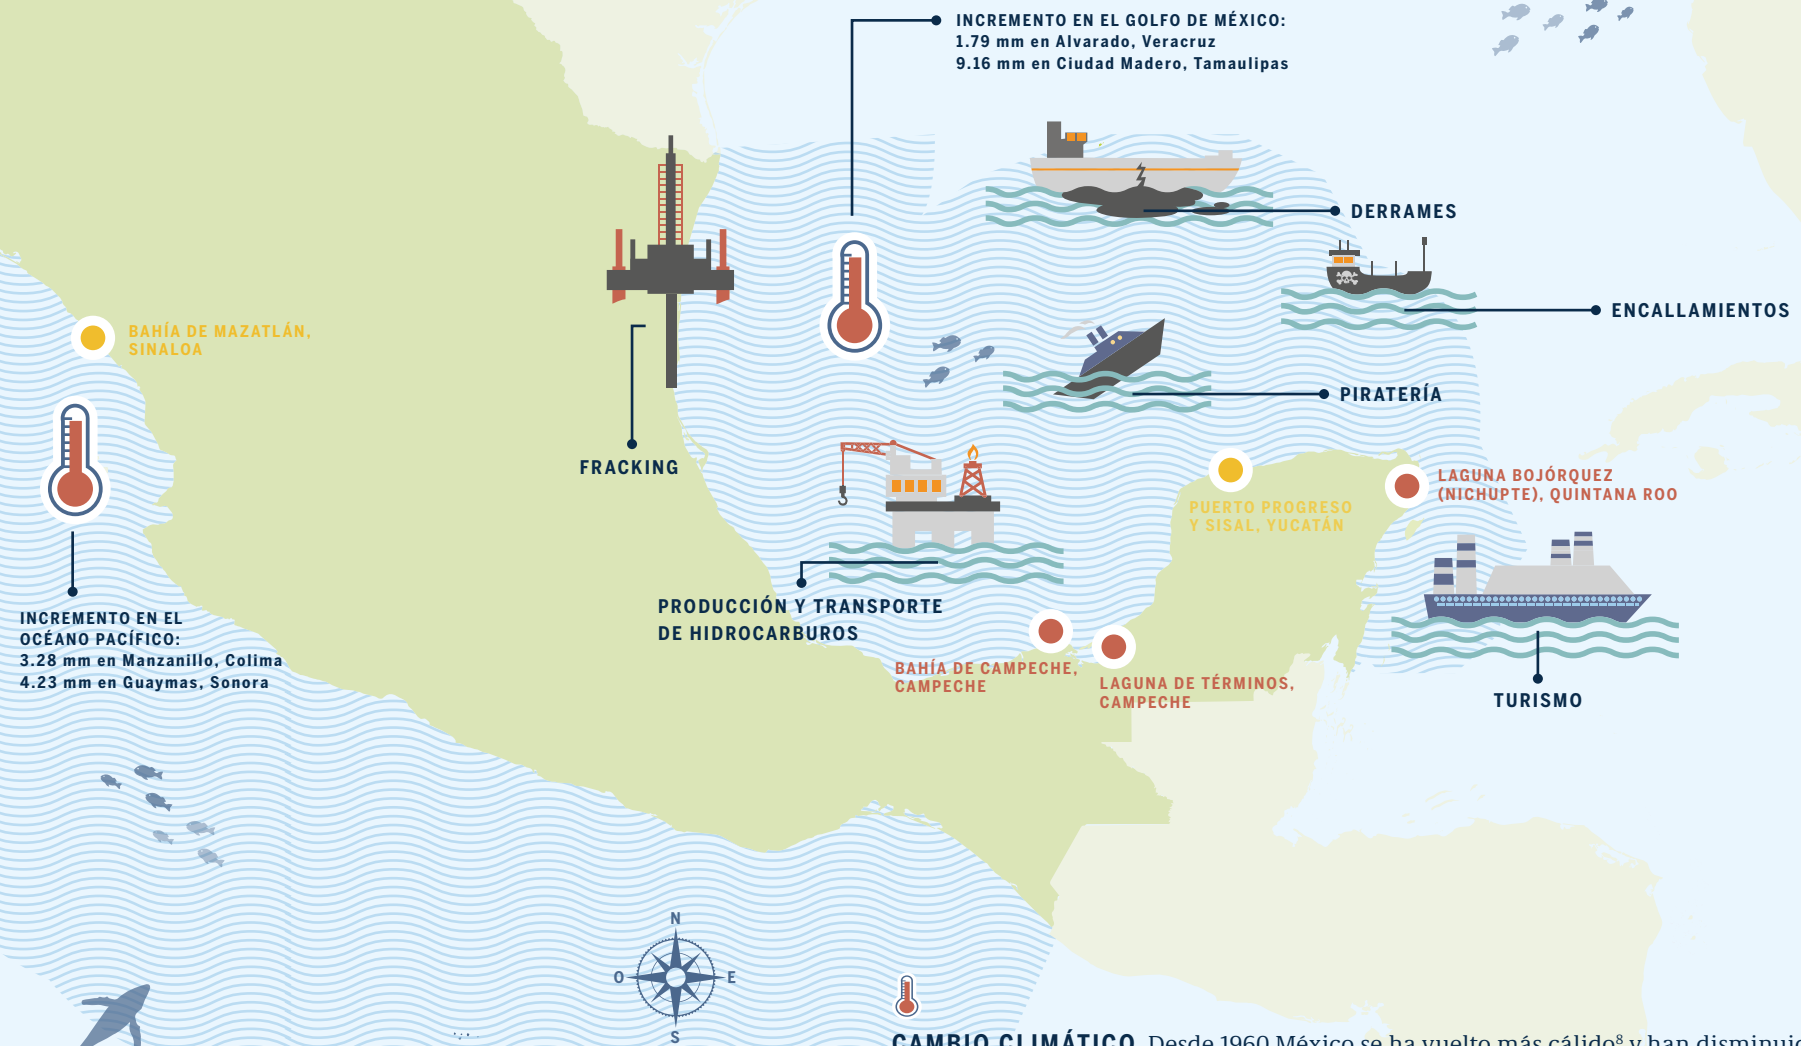 INCREMENTO EN EL GOLFO DE MÉXICO:
1.79 mm en Alvarado, Veracruz
9.16 mm en Ciudad Madero, Tamaulipas
DERRAMES
ENCALLAMIENTOS
BAHÍA DE MAZATLÁN,
SINALOA
PIRATERÍA
FRACKING
LAGUNA BOJÓRQUEZ
(NICHUPTE), QUINTANA ROO
PUERTO PROGRESO
Y SISAL, YUCATÁN
PRODUCCIÓN Y TRANSPORTE
DE HIDROCARBUROS
INCREMENTO EN EL
OCÉANO PACÍFICO:
3.28 mm en Manzanillo, Colima
4.23 mm en Guaymas, Sonora
BAHÍA DE CAMPECHE,
CAMPECHE
LAGUNA DE TÉRMINOS,
CAMPECHE
TURISMO
N
O E
S
CAMBIO CLIMÁTICO Desde 1960 México se ha vuelto más cálido⁸ y han disminuido